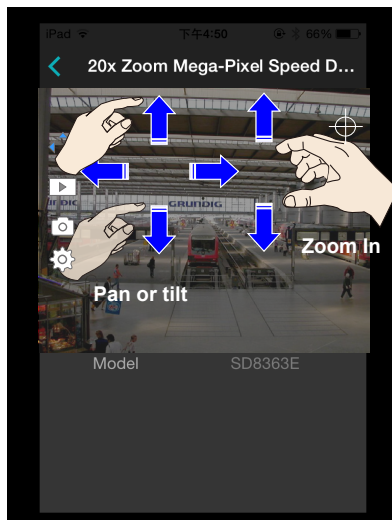 iPad 下午4:50 66%
20x Zoom Mega-Pixel Speed D...
GRUNDIG
Zoom In
Pan or tilt
Model SD8363E